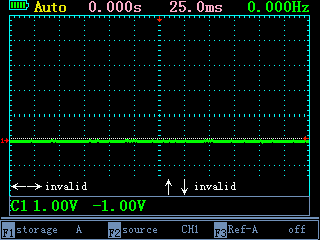 Auto 0.000s 25.0ms 0.000Hz
invalid invalid
C1 1.00V -1.00V
F1 storage A F2 source CH1 F3 Ref-A off